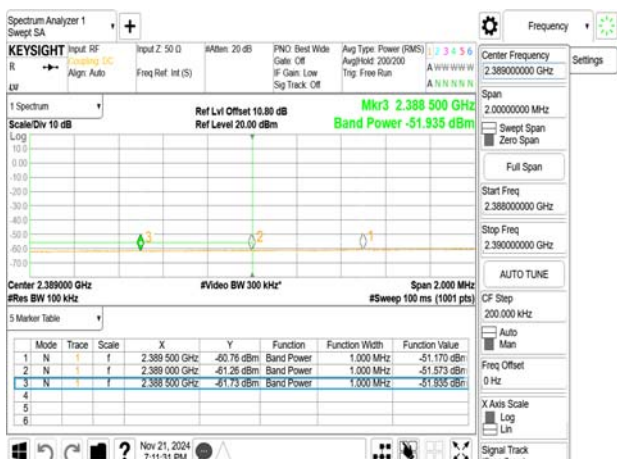 Spectrum Analyzer 1
Swept SA
Frequency
KEYSIGHT
Input: RF
Input Z: 50 Ω
#Atten: 20 dB
PNO: Best Wide
Avg Type: Power (RMS)
1 2 3 4 5 6
R
Coupling: DC
Gate: Off
Avg|Hold: 200/200
A W W W W W
Align: Auto
Freq Ref: Int (S)
IF Gain: Low
Trig: Free Run
Sig Track: Off
A N N N N N
Center Frequency
2.389000000 GHz
Settings
Span
2.00000000 MHz
Swept Span
Zero Span
Full Span
Start Freq
2.388000000 GHz
Stop Freq
2.390000000 GHz
AUTO TUNE
CF Step
200.000 kHz
Auto
Man
Freq Offset
0 Hz
X Axis Scale
Log
Lin
Signal Track
1 Spectrum
Ref Lvl Offset 10.80 dB
Mkr3 2.388 500 GHz
Scale/Div 10 dB
Ref Level 20.00 dBm
Band Power -51.935 dBm
Log
10.0
0.00
-10.0
-20.0
-30.0
-40.0
-50.0
-60.0
-70.0
3
2
1
Center 2.389000 GHz
#Video BW 300 kHz*
Span 2.000 MHz
#Res BW 100 kHz
#Sweep 100 ms (1001 pts)
5 Marker Table
Mode Trace Scale X Y Function Function Width Function Value
1 N 1 f 2.389 500 GHz -60.76 dBm Band Power 1.000 MHz -51.170 dBm
2 N 1 f 2.389 000 GHz -61.26 dBm Band Power 1.000 MHz -51.573 dBm
3 N 1 f 2.388 500 GHz -61.73 dBm Band Power 1.000 MHz -51.935 dBm
4
5
6
?
Nov 21, 2024
7:11:31 PM